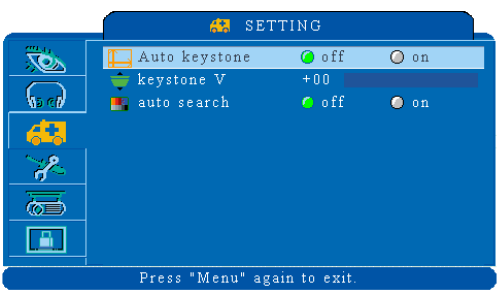 SETTING
Auto keystone off on
keystone V +00
auto search off on
Press "Menu" again to exit.